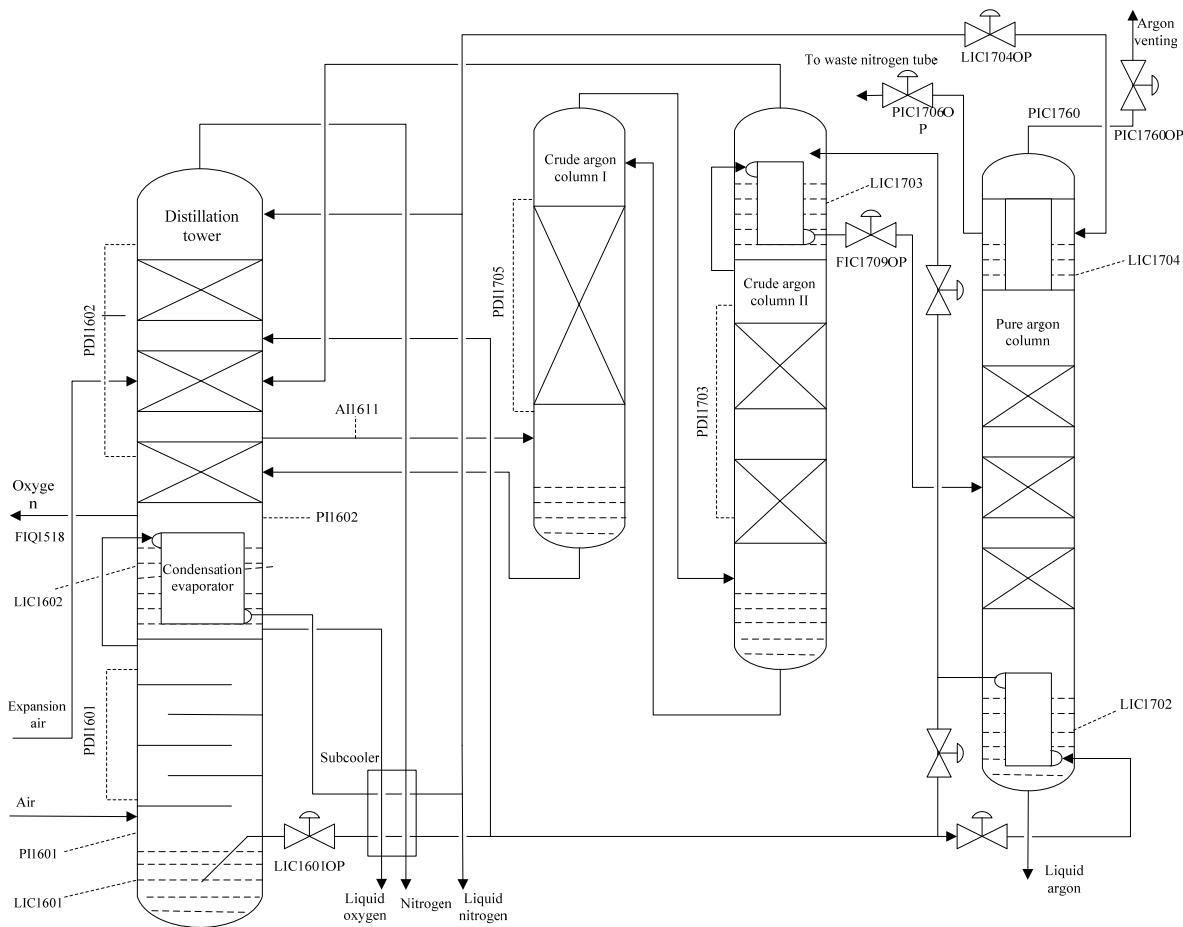 Argon
venting
LIC1704OP
To waste nitrogen tube
PIC1706O
P
PIC1760
PIC1760OP
Crude argon
column I
LIC1703
Distillation
tower
FIC1709OP
LIC1704
PDI1705
Crude argon
column II
PDI1602
Pure argon
column
AI1611
PDI1703
Oxyge
n
FIQ1518
PI1602
Condensation
evaporator
LIC1602
Expansion
air
PDI1601
LIC1702
Subcooler
Air
PI1601
LIC1601OP
LIC1601
Liquid
oxygen
Nitrogen
Liquid
nitrogen
Liquid
argon